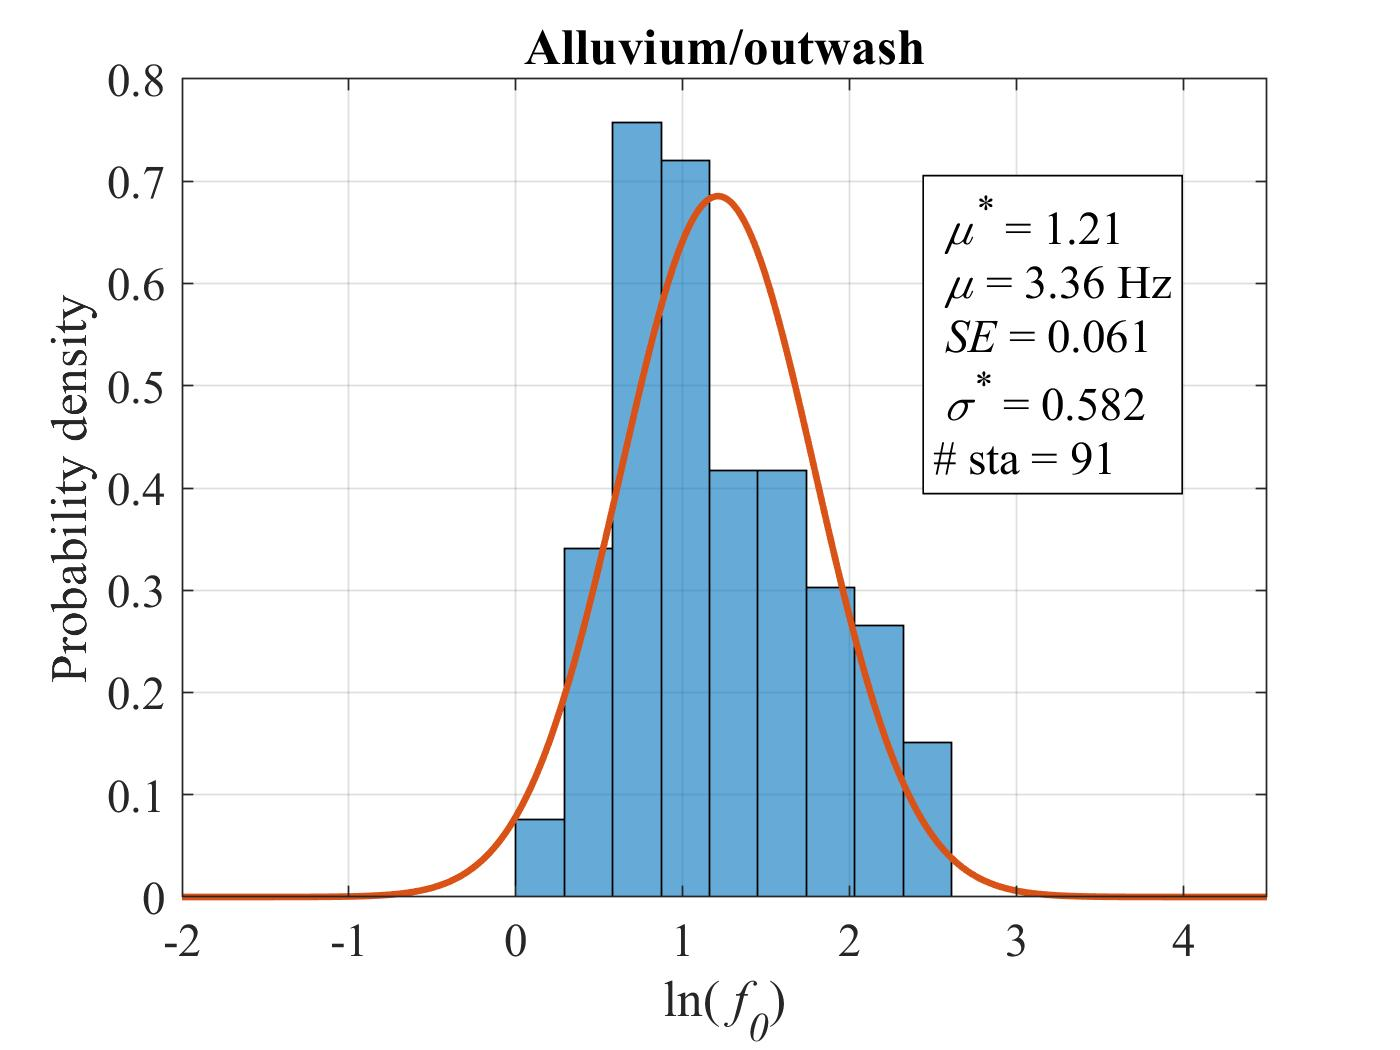 Alluvium/outwash
0.8
0.7
0.6
0.5
0.4
0.3
0.2
0.1
0
Probability density
μ* = 1.21
μ = 3.36 Hz
SE = 0.061
σ* = 0.582
# sta = 91
-2 -1 0 1 2 3 4
ln(f0)